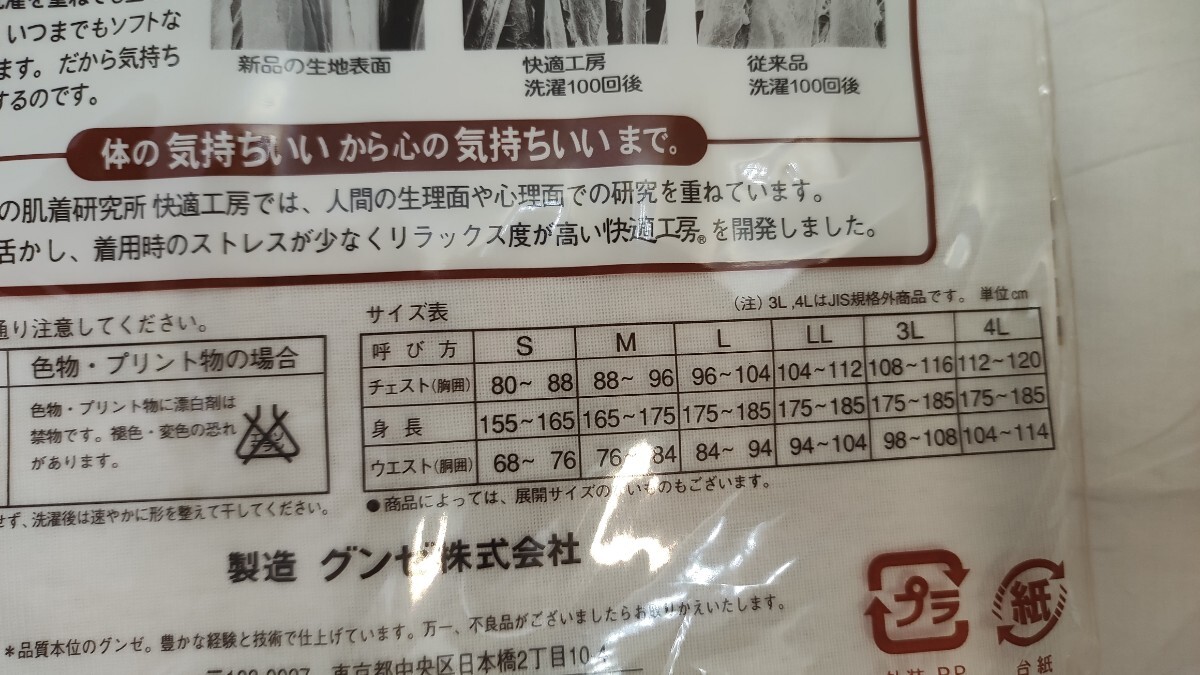 いつまでもソフトな
ます。だから気持ち
するのです。
新品の生地表面
快適工房
洗濯100回後
従来品
洗濯100回後
体の気持ちいいから心の気持ちいいまで。
の肌着研究所 快適工房では、人間の生理面や心理面での研究を重ねています。
活かし、着用時のストレスが少なくリラックス度が高い快適工房®を開発しました。
通り注意してください。
色物・プリント物の場合
色物・プリント物に漂白剤は
禁物です。褪色・変色の恐れ
があります。
せず、洗濯後は速やかに形を整えて干してください。
サイズ表
(注) 3L ,4LはJIS規格外商品です。 単位cm
呼び方 S M L LL 3L 4L
チェスト(胸囲) 80~ 88 88~ 96 96~104 104~112 108~116 112~120
身長 155~165 165~175 175~185 175~185 175~185 175~185
ウエスト(胴囲) 68~ 76 76 84 84~ 94 94~104 98~108 104~114
●商品によっては、展開サイズの いものもございます。
製造 グンゼ株式会社
*品質本位のグンゼ。豊かな経験と技術で仕上げています。万一、不良品がございましたらお取りかえいたします。
東京都中央区日本橋2丁目10-4
プラ
紙
台紙